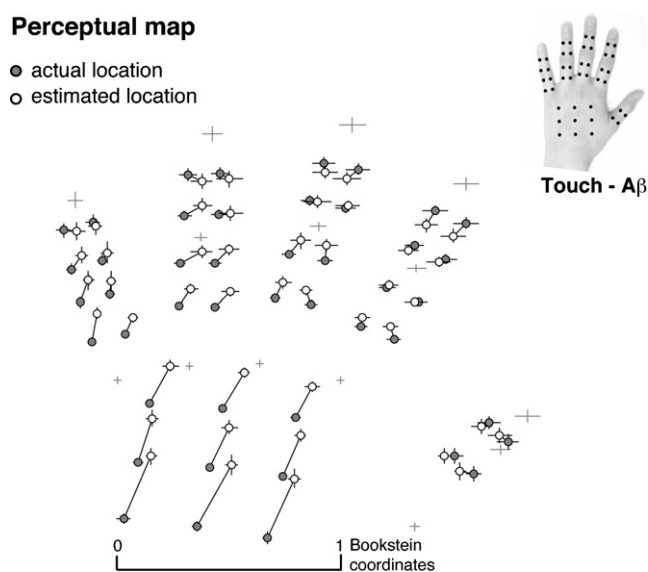 Perceptual map
actual location
estimated location
Touch - Aβ
0
1
Bookstein
coordinates